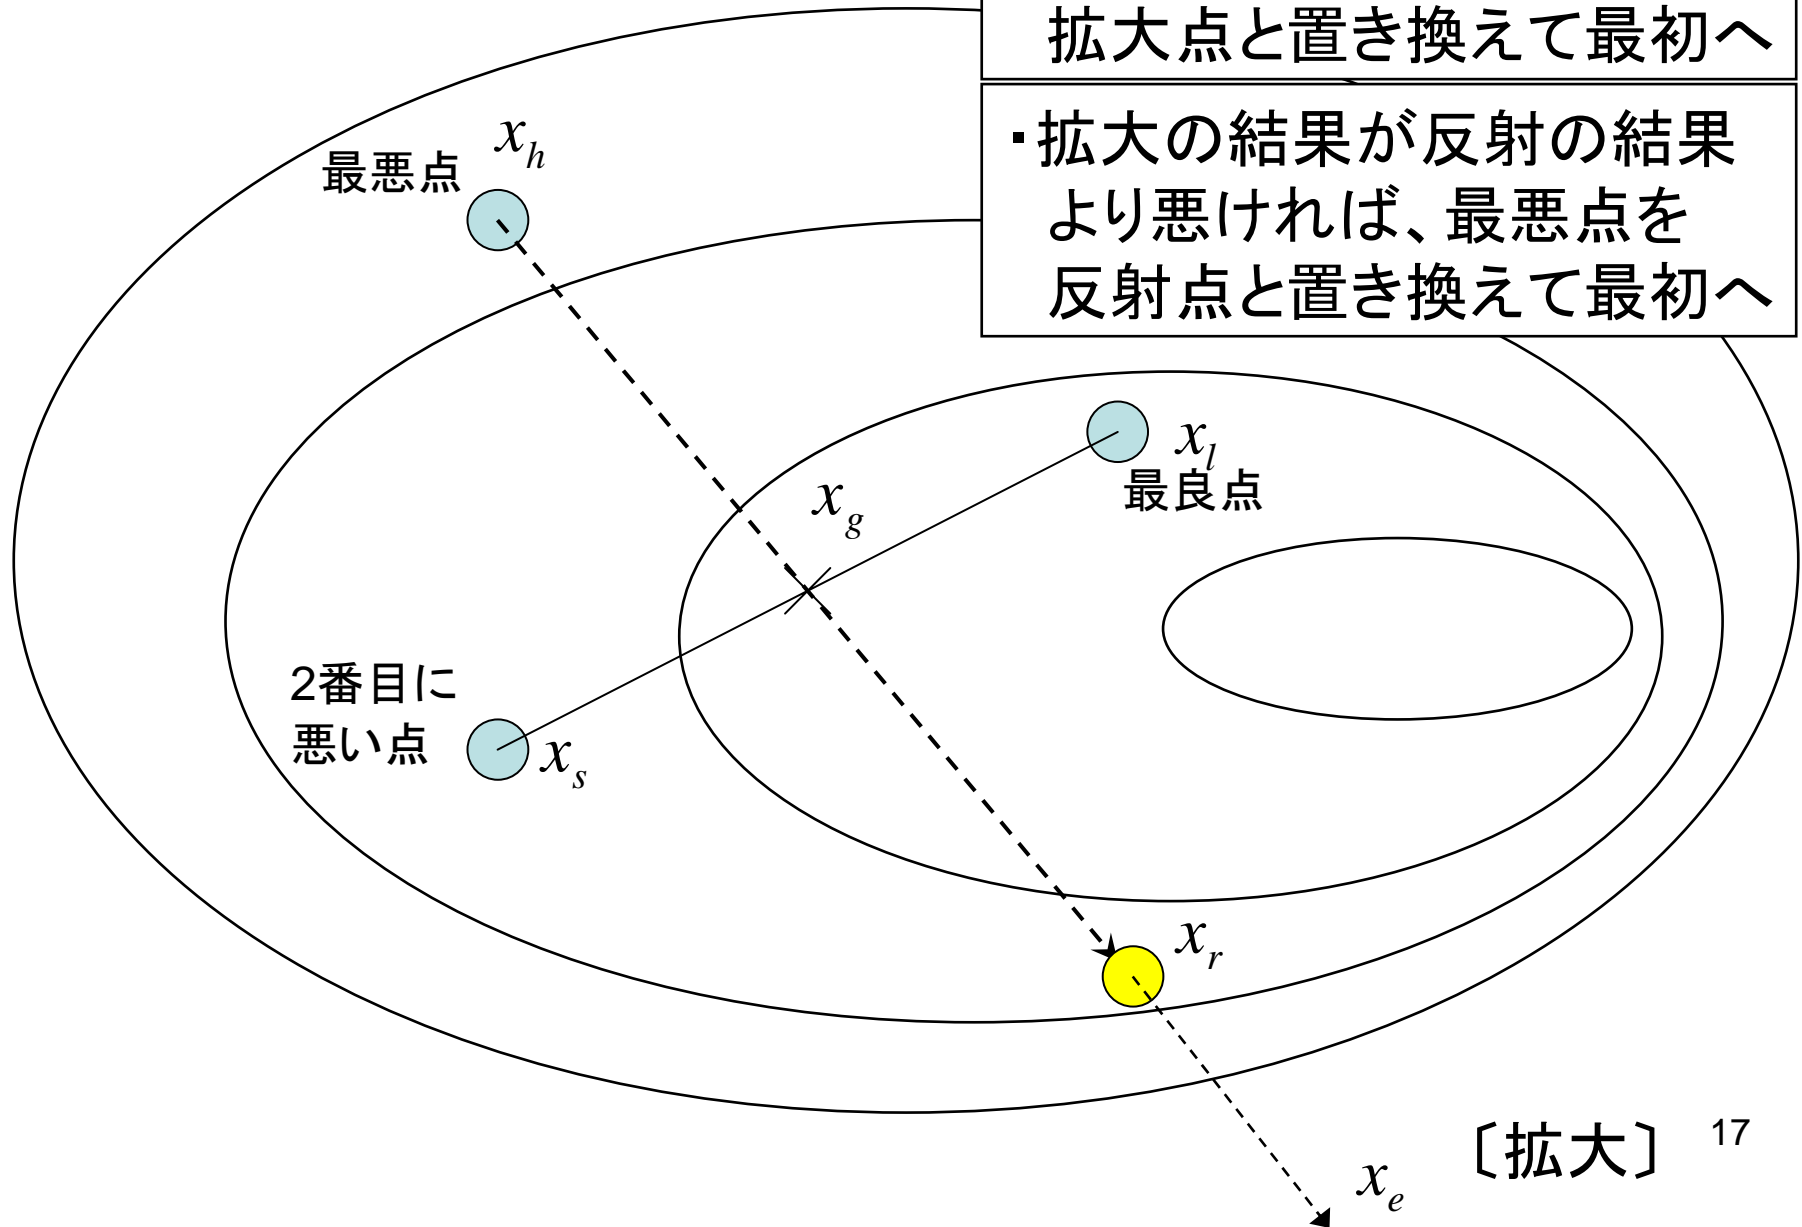 拡大点と置き換えて最初へ
・拡大の結果が反射の結果
より悪ければ、最悪点を
反射点と置き換えて最初へ
x_h
最悪点
x_l
最良点
x_g
2番目に
悪い点
x_s
x_r
x_e
〔拡大〕
17